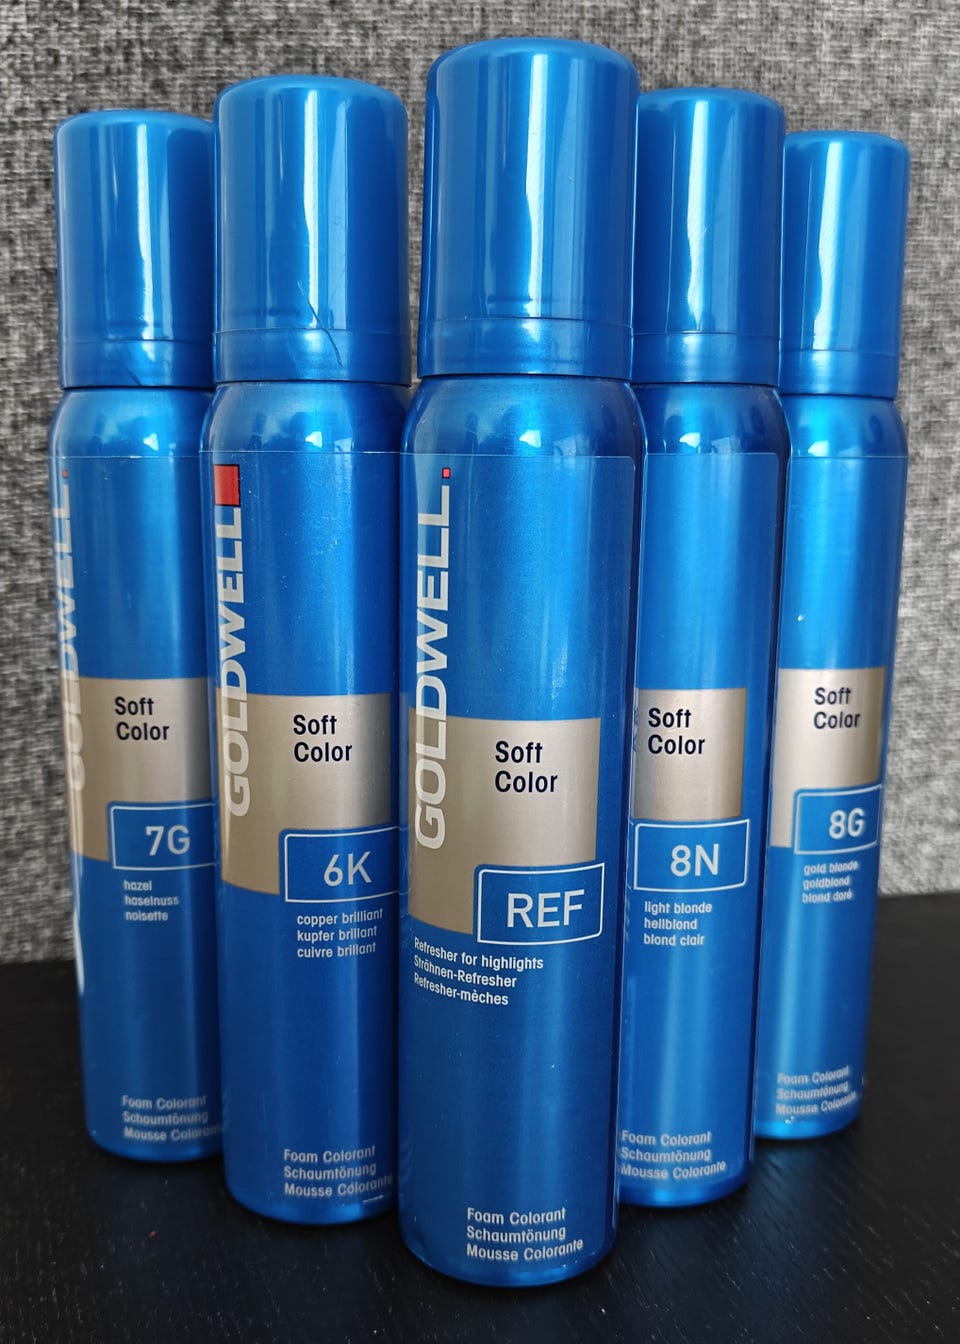 GOLDWELL.
Soft
Color
7G
hazel
haselnuss
noisette
Foam Colorant
Schaumtönung
Mousse Colorante
GOLDWELL
Soft
Color
6K
copper brilliant
kupfer brillant
cuivre brillant
Foam Colorant
Schaumtönung
Mousse Colorante
GOLDWELL.
Soft
Color
REF
Refresher for highlights
Strähnen-Refresher
Refresher-mèches
Foam Colorant
Schaumtönung
Mousse Colorante
Soft
Color
8N
light blonde
hellblond
blond clair
Foam Colorant
Schaumtönung
Mousse Colorante
Soft
Color
8G
gold blonde
goldblond
blond doré
Foam Colorant
Schaumtönung
Mousse Colorante